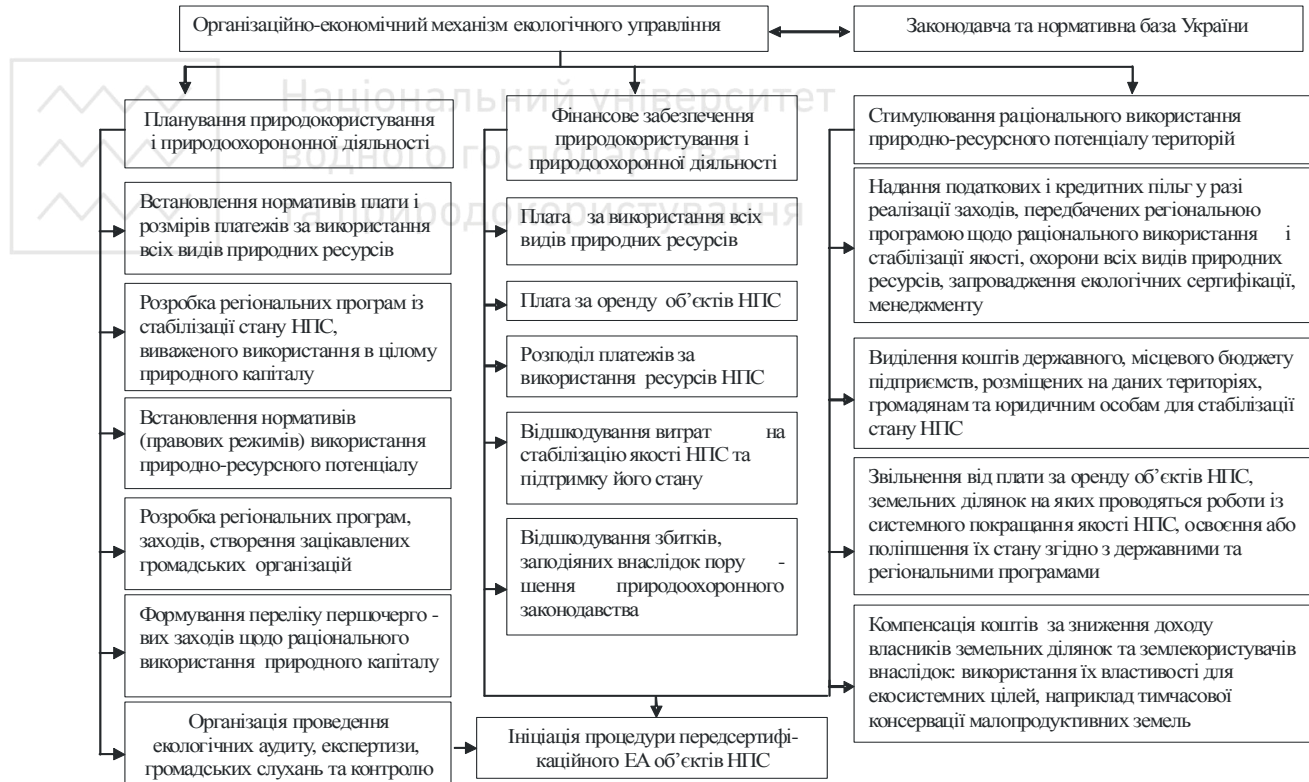 Організаційно-економічний механізм екологічного управління
Законодавча та нормативна база України
Національний університет
водного господарства
та природокористування
Планування природокористування
і природоохорононної діяльності
Встановлення нормативів плати і
розмірів платежів за використання
всіх видів природних ресурсів
Розробка регіональних програм із
стабілізації стану НПС,
виваженого використання в цілому
природного капіталу
Встановлення нормативів
(правових режимів) використання
природно-ресурсного потенціалу
Розробка регіональних програм,
заходів, створення зацікавлених
громадських організацій
Формування переліку першочерго -
вих заходів щодо раціонального
використання природного капіталу
Організація проведення
екологічних аудиту, експертизи,
громадських слухань та контролю
Фінансове забезпечення
природокористування і
природоохоронної діяльності
Плата за використання всіх
видів природних ресурсів
Плата за оренду об’єктів НПС
Розподіл платежів за
використання ресурсів НПС
Відшкодування витрат на
стабілізацію якості НПС та
підтримку його стану
Відшкодування збитків,
заподіяних внаслідок пору -
шення природоохоронного
законодавства
Ініціація процедури передсертифі-
каційного ЕА об’єктів НПС
Стимулювання раціонального використання
природно-ресурсного потенціалу територій
Надання податкових і кредитних пільг у разі
реалізації заходів, передбачених регіональною
програмою щодо раціонального використання і
стабілізації якості, охорони всіх видів природних
ресурсів, запровадження екологічних сертифікації,
менеджменту
Виділення коштів державного, місцевого бюджету
підприємств, розміщених на даних територіях,
громадянам та юридичним особам для стабілізації
стану НПС
Звільнення від плати за оренду об’єктів НПС,
земельних ділянок на яких проводяться роботи із
системного покращання якості НПС, освоєння або
поліпшення їх стану згідно з державними та
регіональними програмами
Компенсація коштів за зниження доходу
власників земельних ділянок та землекористувачів
внаслідок: використання їх властивості для
екосистемних цілей, наприклад тимчасової
консервації малопродуктивних земель